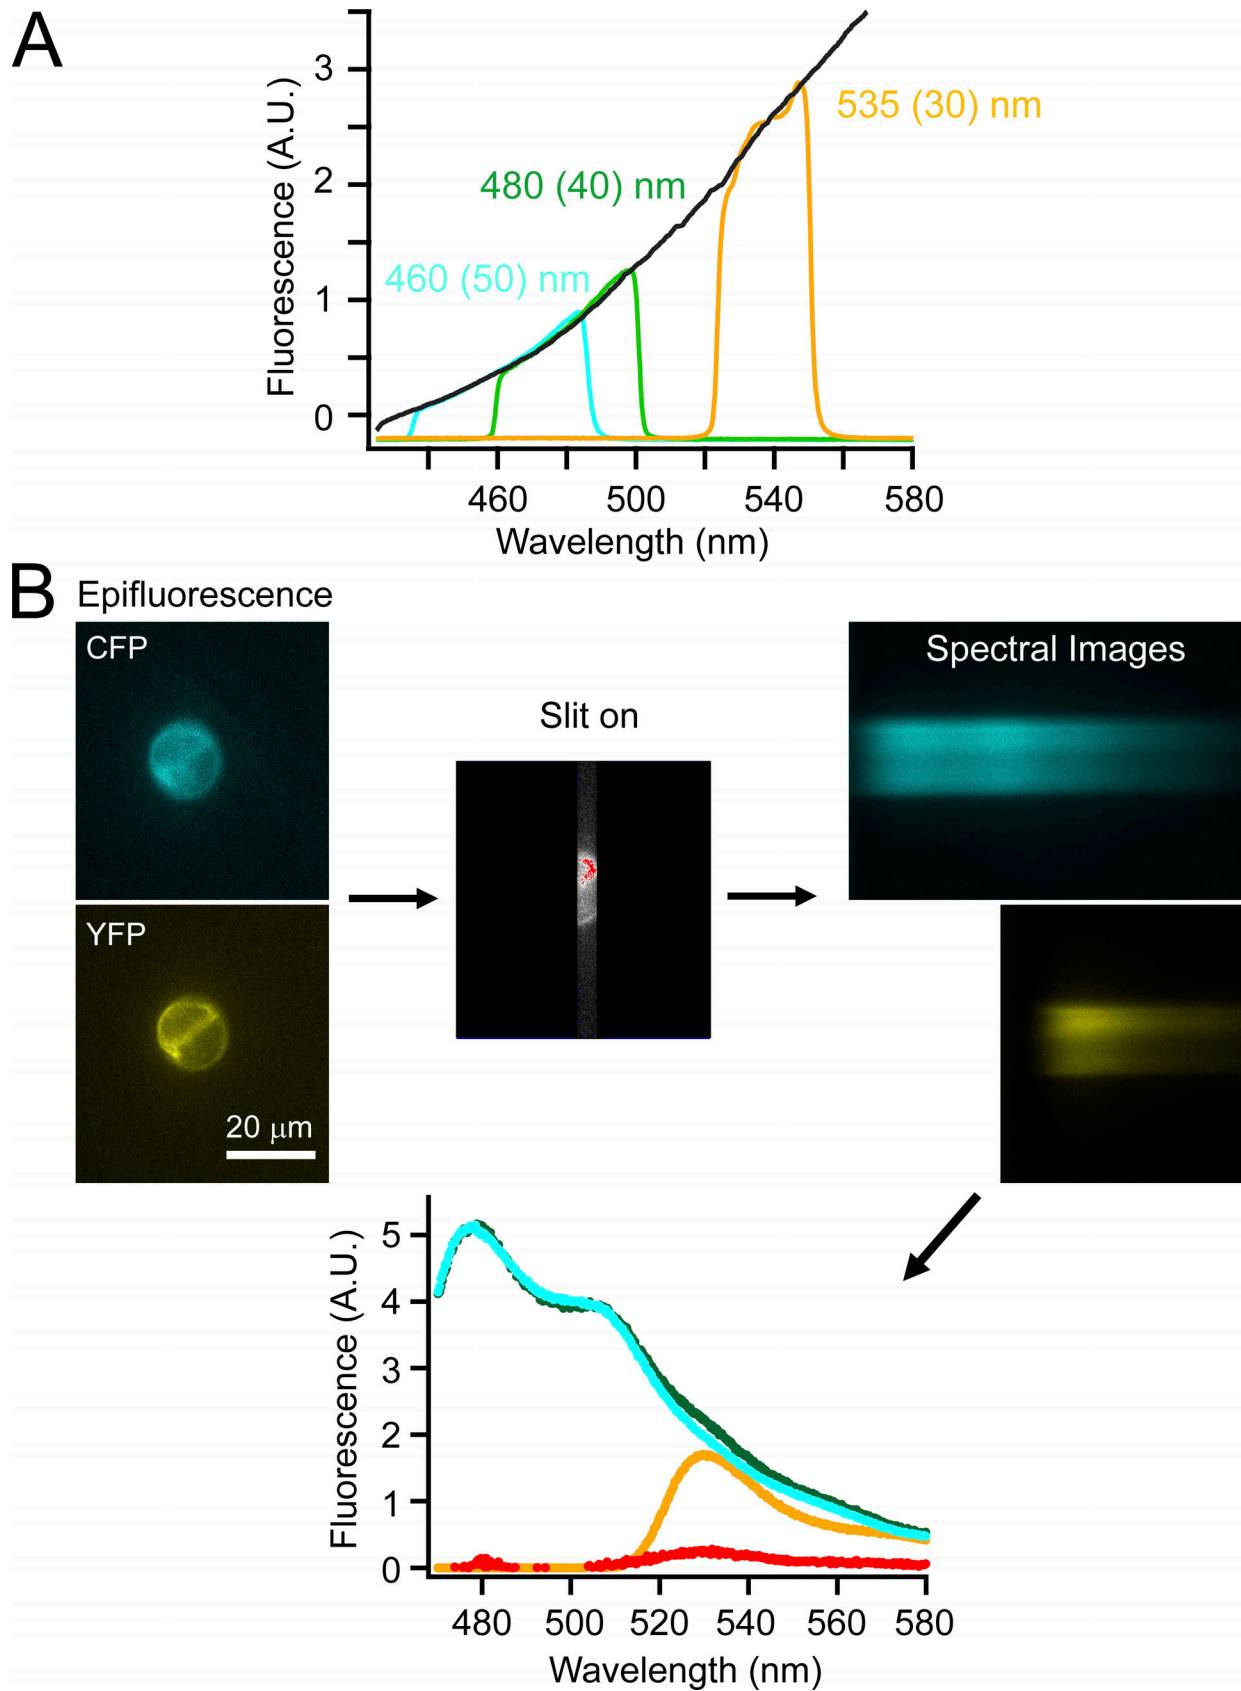 A
Fluorescence (A.U.)
3
2
1
0
535 (30) nm
480 (40) nm
460 (50) nm
460 500 540 580
Wavelength (nm)
B
Epifluorescence
CFP
Slit on
Spectral Images
YFP
20 μm
Fluorescence (A.U.)
5
4
3
2
1
0
480 500 520 540 560 580
Wavelength (nm)